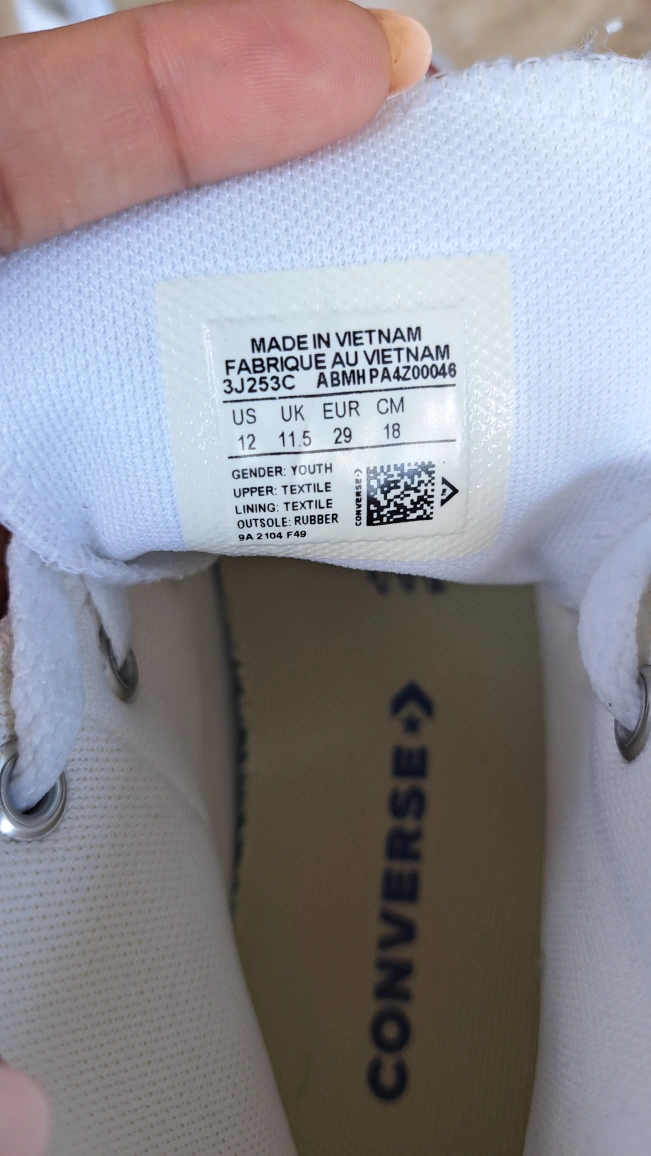 MADE IN VIETNAM
FABRIQUE AU VIETNAM
3J253C ABMHPA4Z00046
US UK EUR CM
12 11.5 29 18
GENDER: YOUTH
UPPER: TEXTILE
LINING: TEXTILE
OUTSOLE: RUBBER
9A 2104 F49
CONVERSE
CONVERSE